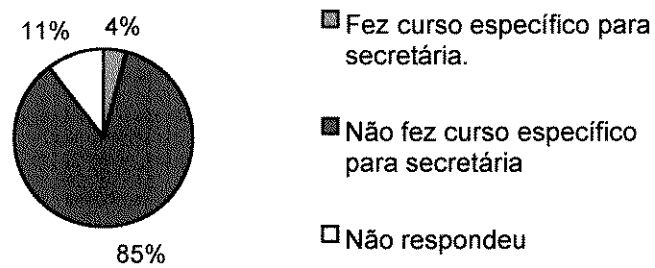 11%
4%
85%
Fez curso específico para
secretária.
Não fez curso específico
para secretária
Não respondeu